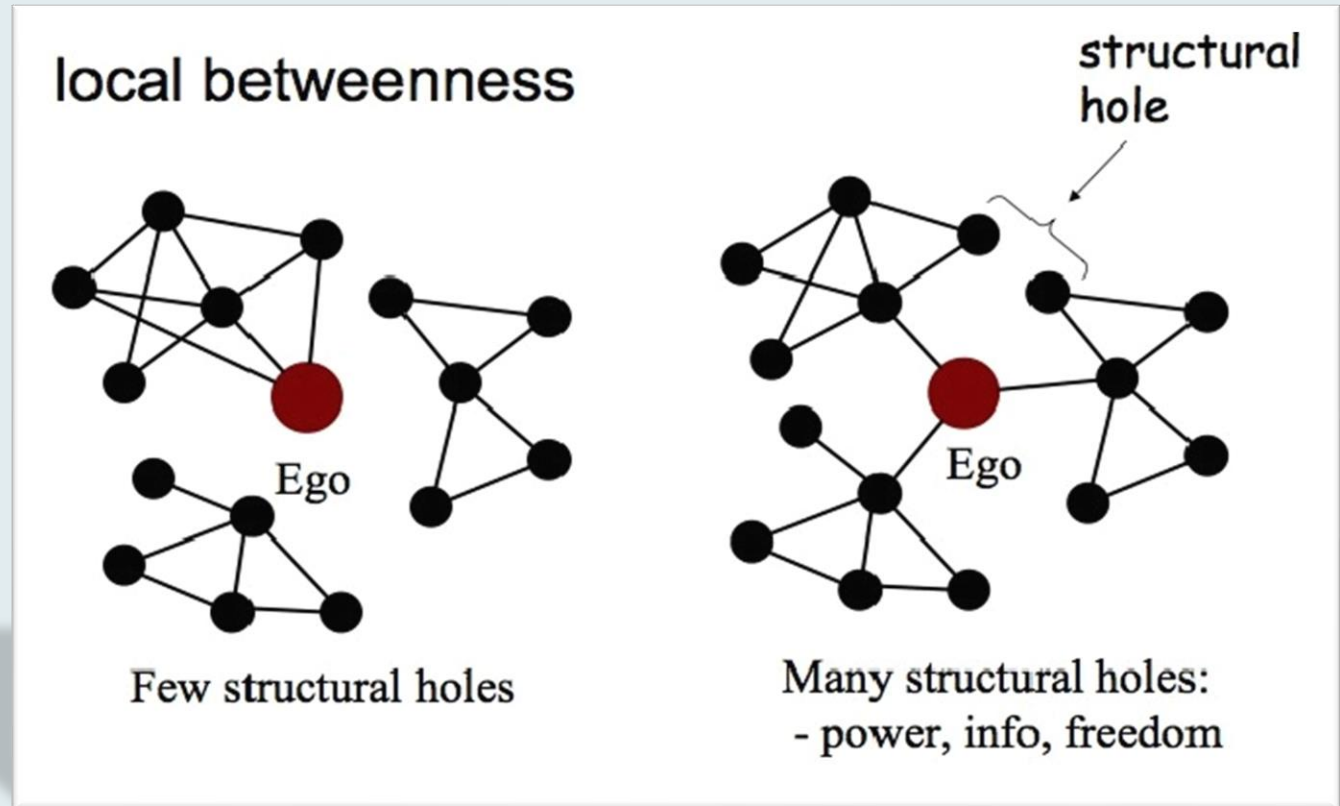 local betweenness
structural
hole
Ego
Ego
Few structural holes
Many structural holes:
- power, info, freedom